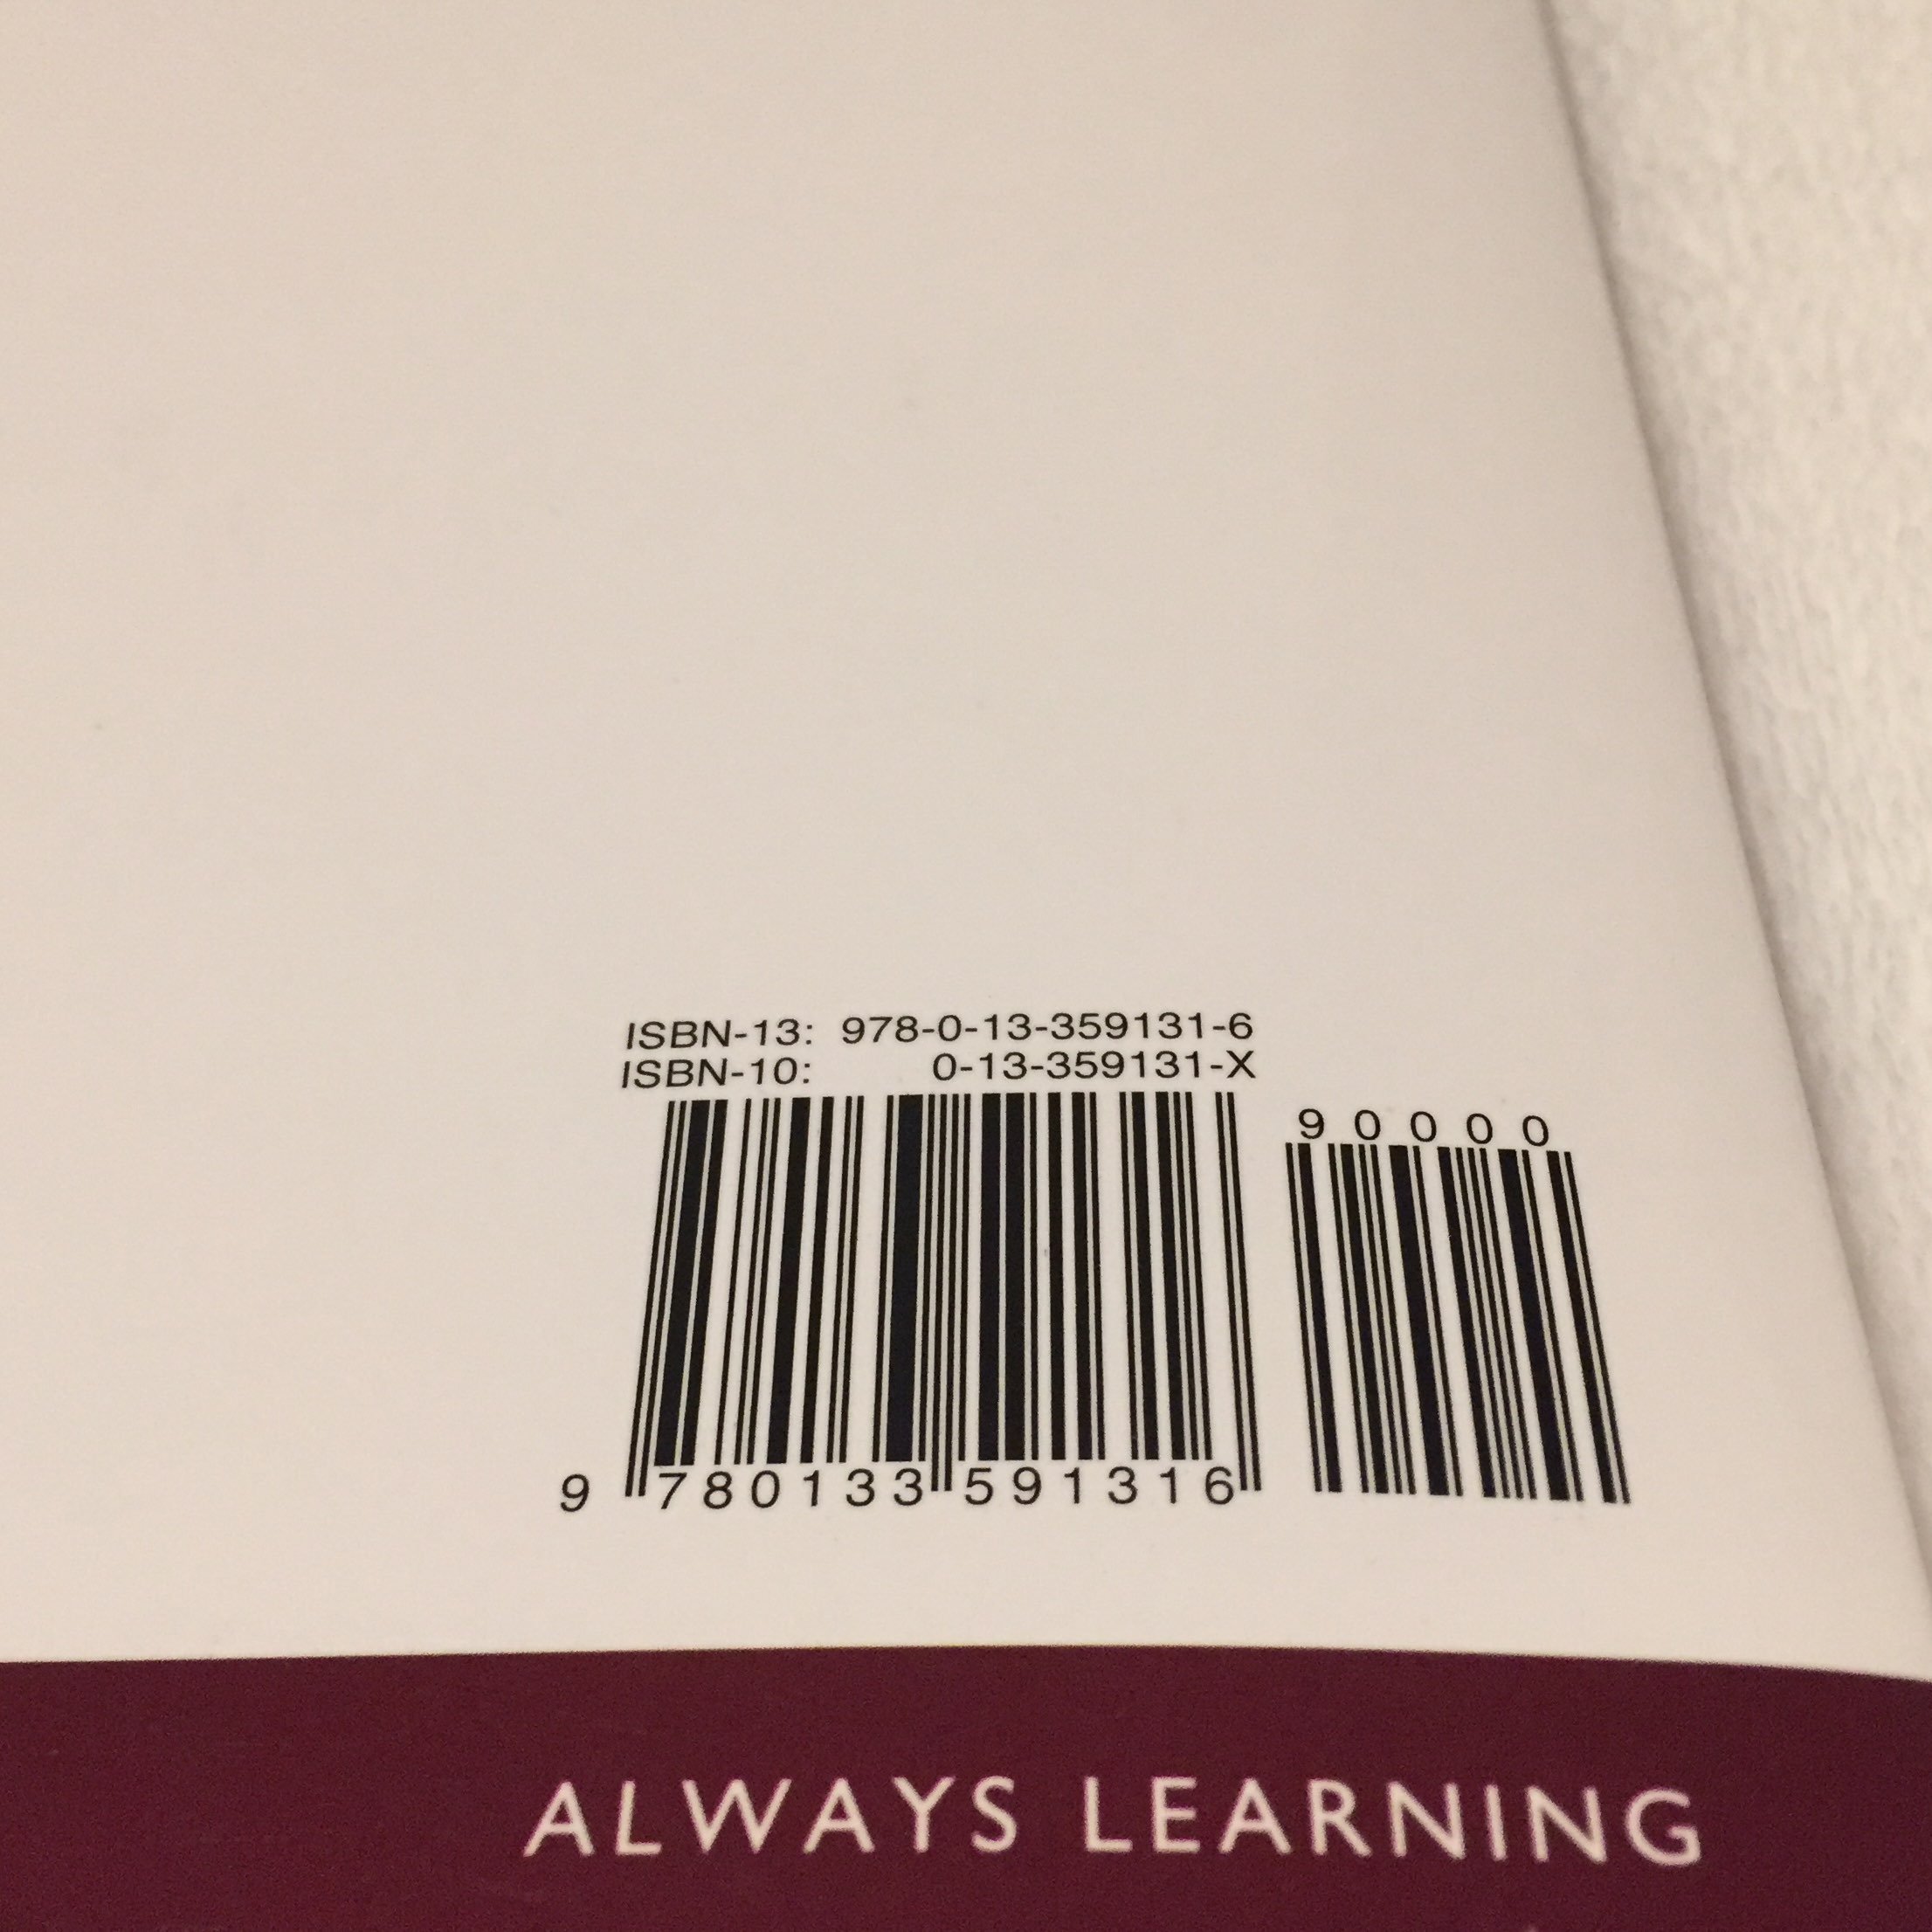 ISBN-13: 978-0-13-359131-6
ISBN-10: 0-13-359131-X
90000
9 780133 591316
ALWAYS LEARNING